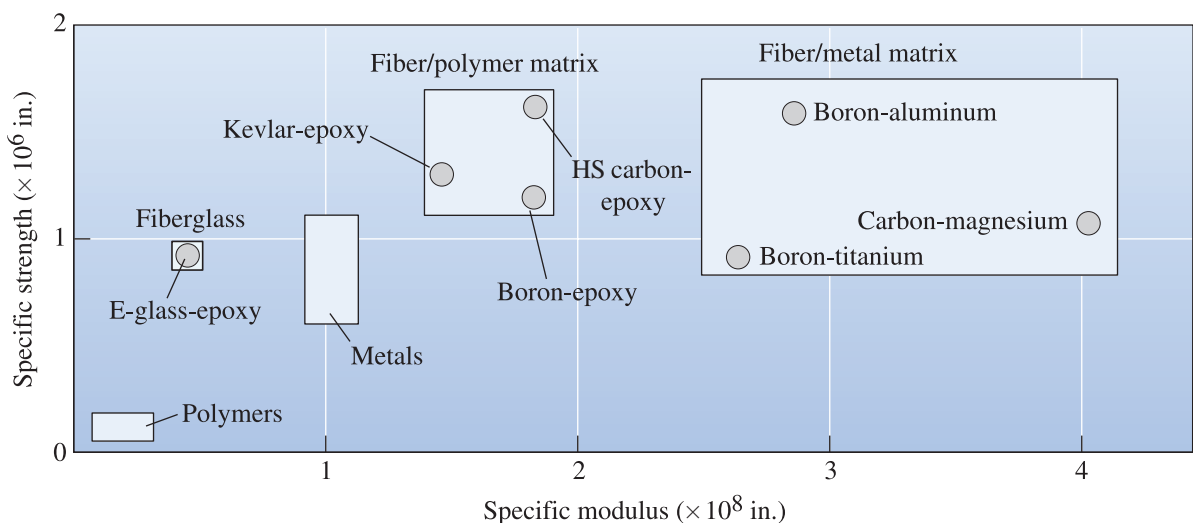 2
Fiber/polymer matrix
Fiber/metal matrix
Kevlar-epoxy
Boron-aluminum
HS carbon-
epoxy
Fiberglass
Carbon-magnesium
1
Boron-titanium
E-glass-epoxy
Boron-epoxy
Metals
Polymers
0
Specific strength (× 10⁶ in.)
1
2
3
4
Specific modulus (× 10⁸ in.)